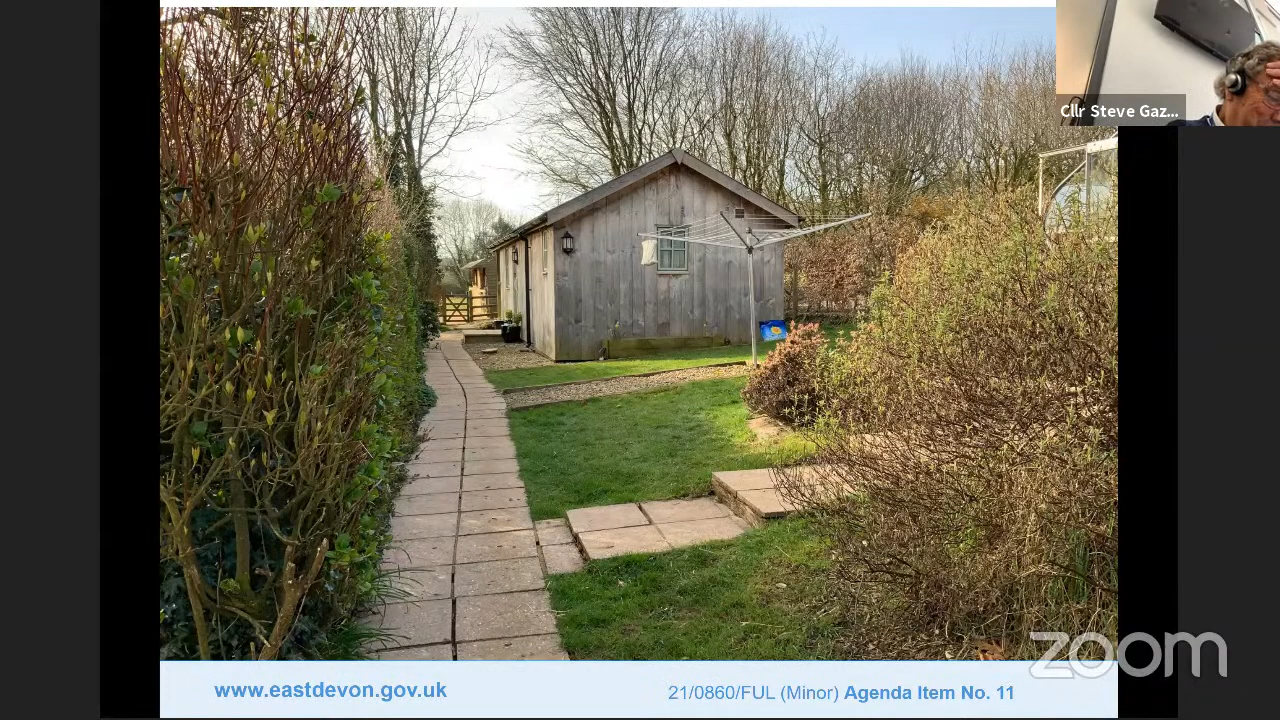 Cllr Steve Gaz...
zoom
www.eastdevon.gov.uk
21/0860/FUL (Minor) Agenda Item No. 11